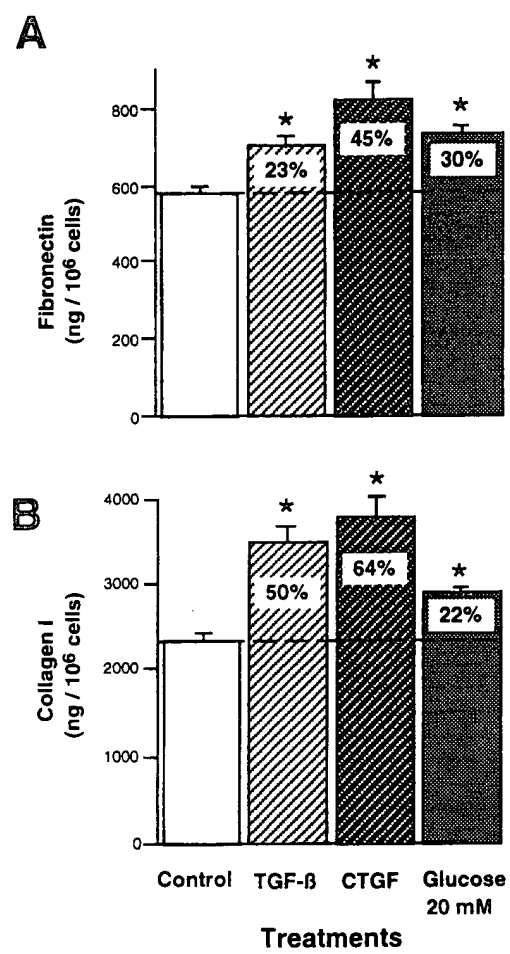 A
Fibronectin
(ng / 10⁶ cells)
800
600
400
200
0
*
*
*
23%
45%
30%
B
Collagen I
(ng / 10⁶ cells)
4000
3000
2000
1000
0
*
*
*
50%
64%
22%
Control TGF-ß CTGF Glucose
20 mM
Treatments